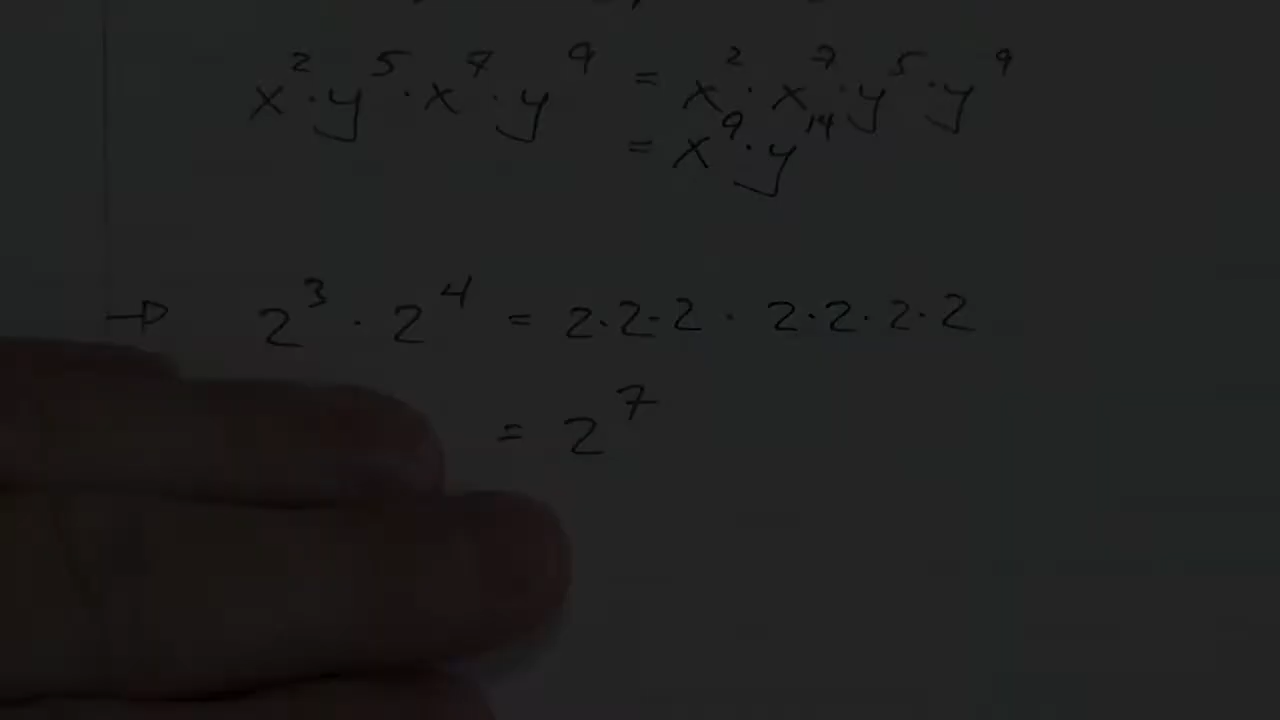 x² · y⁵ · x⁷ · y⁹ = x² · x⁷ · y⁵ · y⁹
= x⁹ · y¹⁴
→ 2³ · 2⁴ = 2·2·2 · 2·2·2·2
= 2⁷